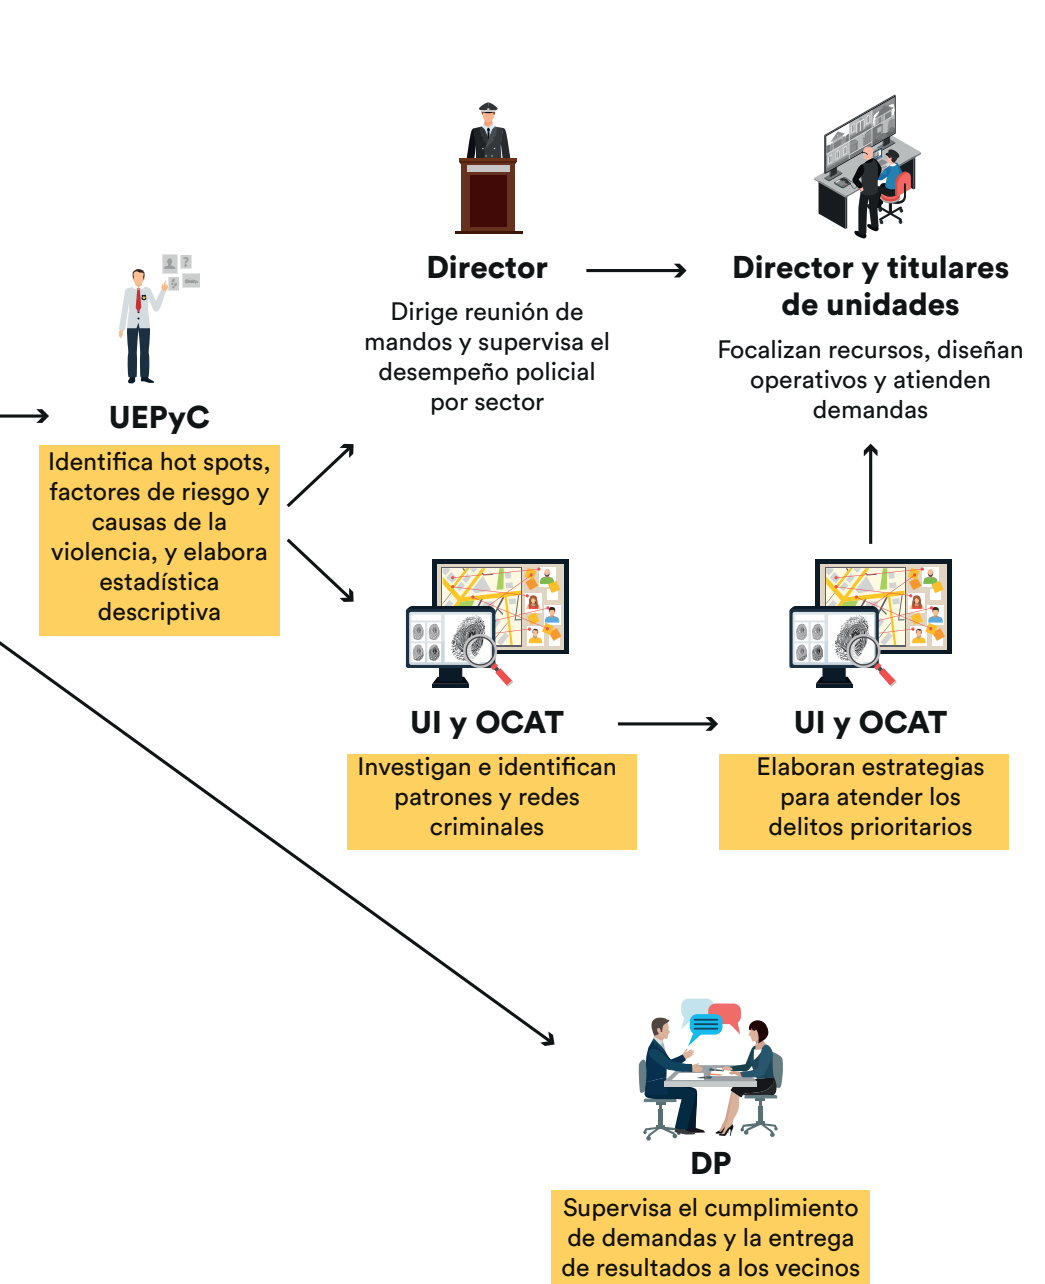 Director
Dirige reunión de
mandos y supervisa el
desempeño policial
por sector
Director y titulares
de unidades
Focalizan recursos, diseñan
operativos y atienden
demandas
UEPyC
Identifica hot spots,
factores de riesgo y
causas de la
violencia, y elabora
estadística
descriptiva
UI y OCAT
Investigan e identifican
patrones y redes
criminales
UI y OCAT
Elaboran estrategias
para atender los
delitos prioritarios
DP
Supervisa el cumplimiento
de demandas y la entrega
de resultados a los vecinos